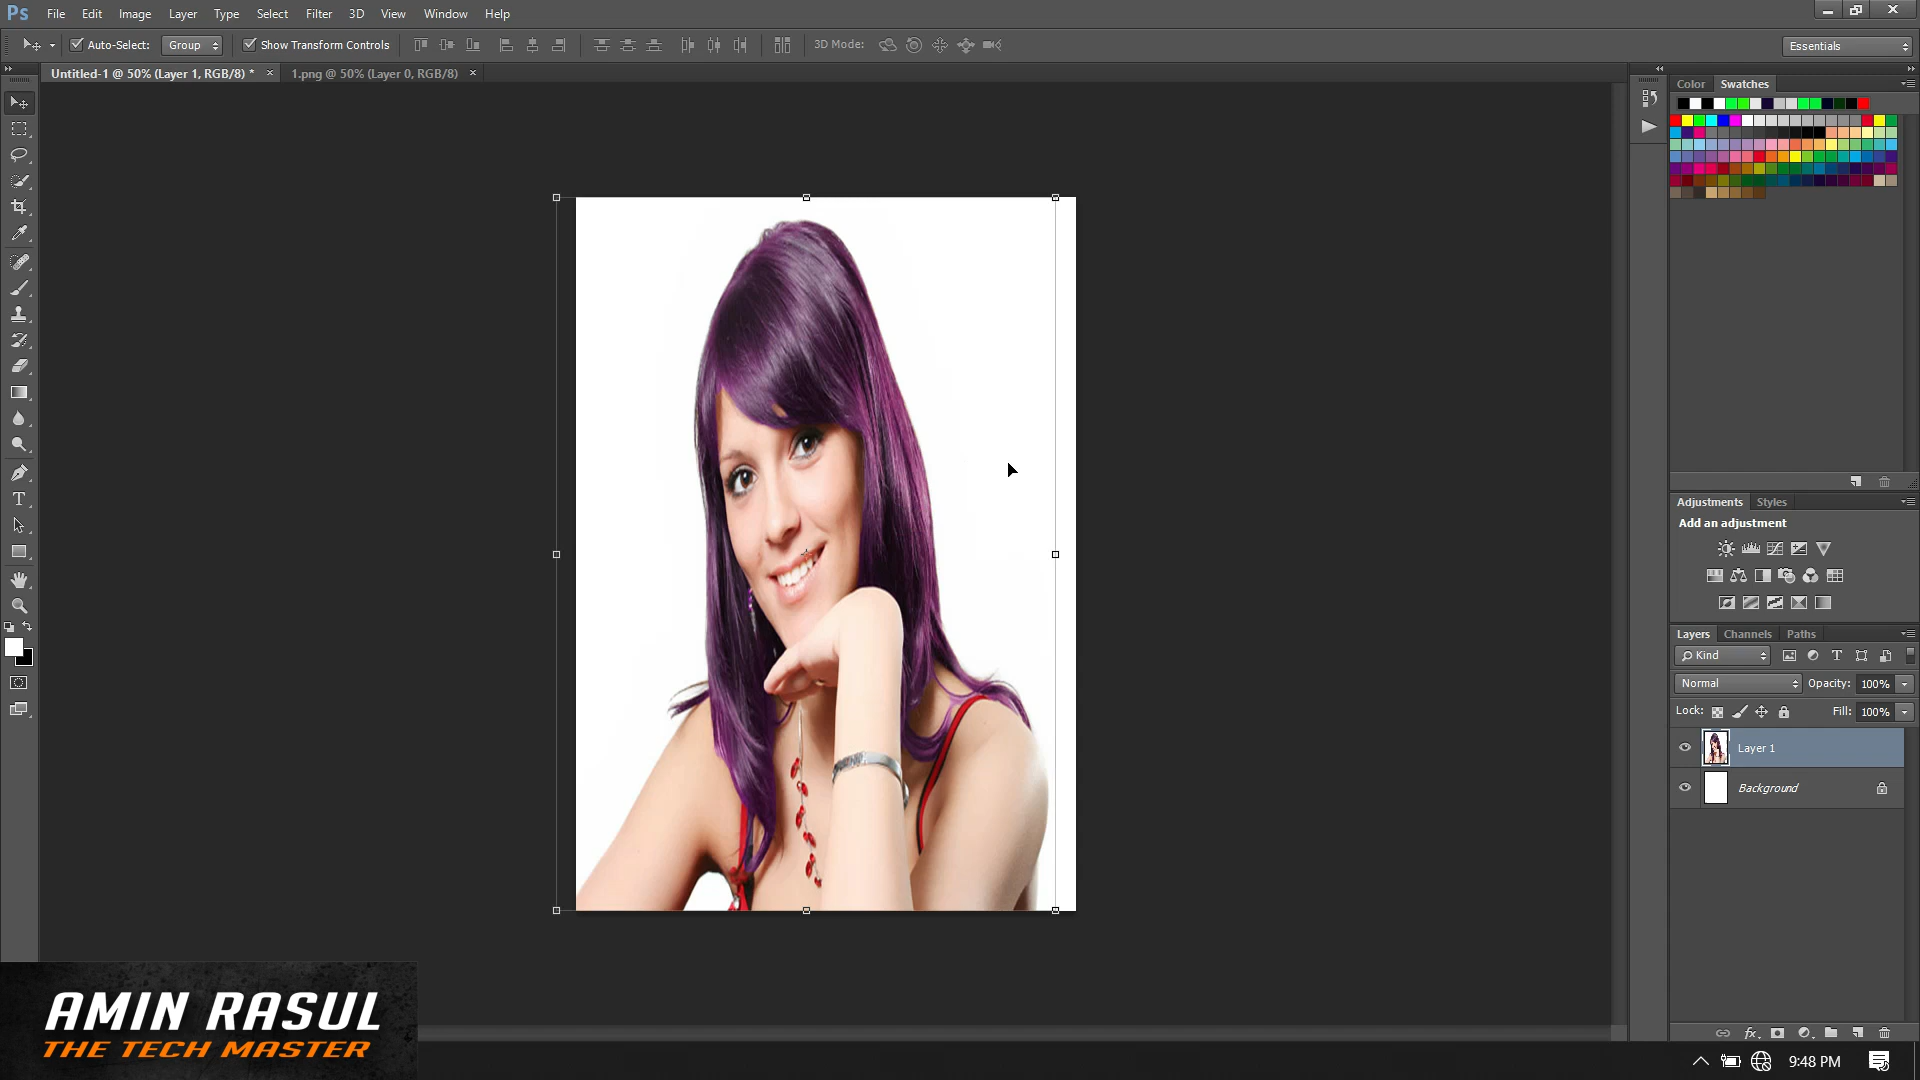 Ps File Edit Image Layer Type Select Filter 3D View Window Help
Auto-Select: Group Show Transform Controls 3D Mode: Essentials
Untitled-1 @ 50% (Layer 1, RGB/8) * × 1.png @ 50% (Layer 0, RGB/8) ×
Color Swatches
Adjustments Styles
Add an adjustment
Layers Channels Paths
Kind
Normal Opacity: 100%
Lock: Fill: 100%
Layer 1
Background
AMIN RASUL
THE TECH MASTER
9:48 PM